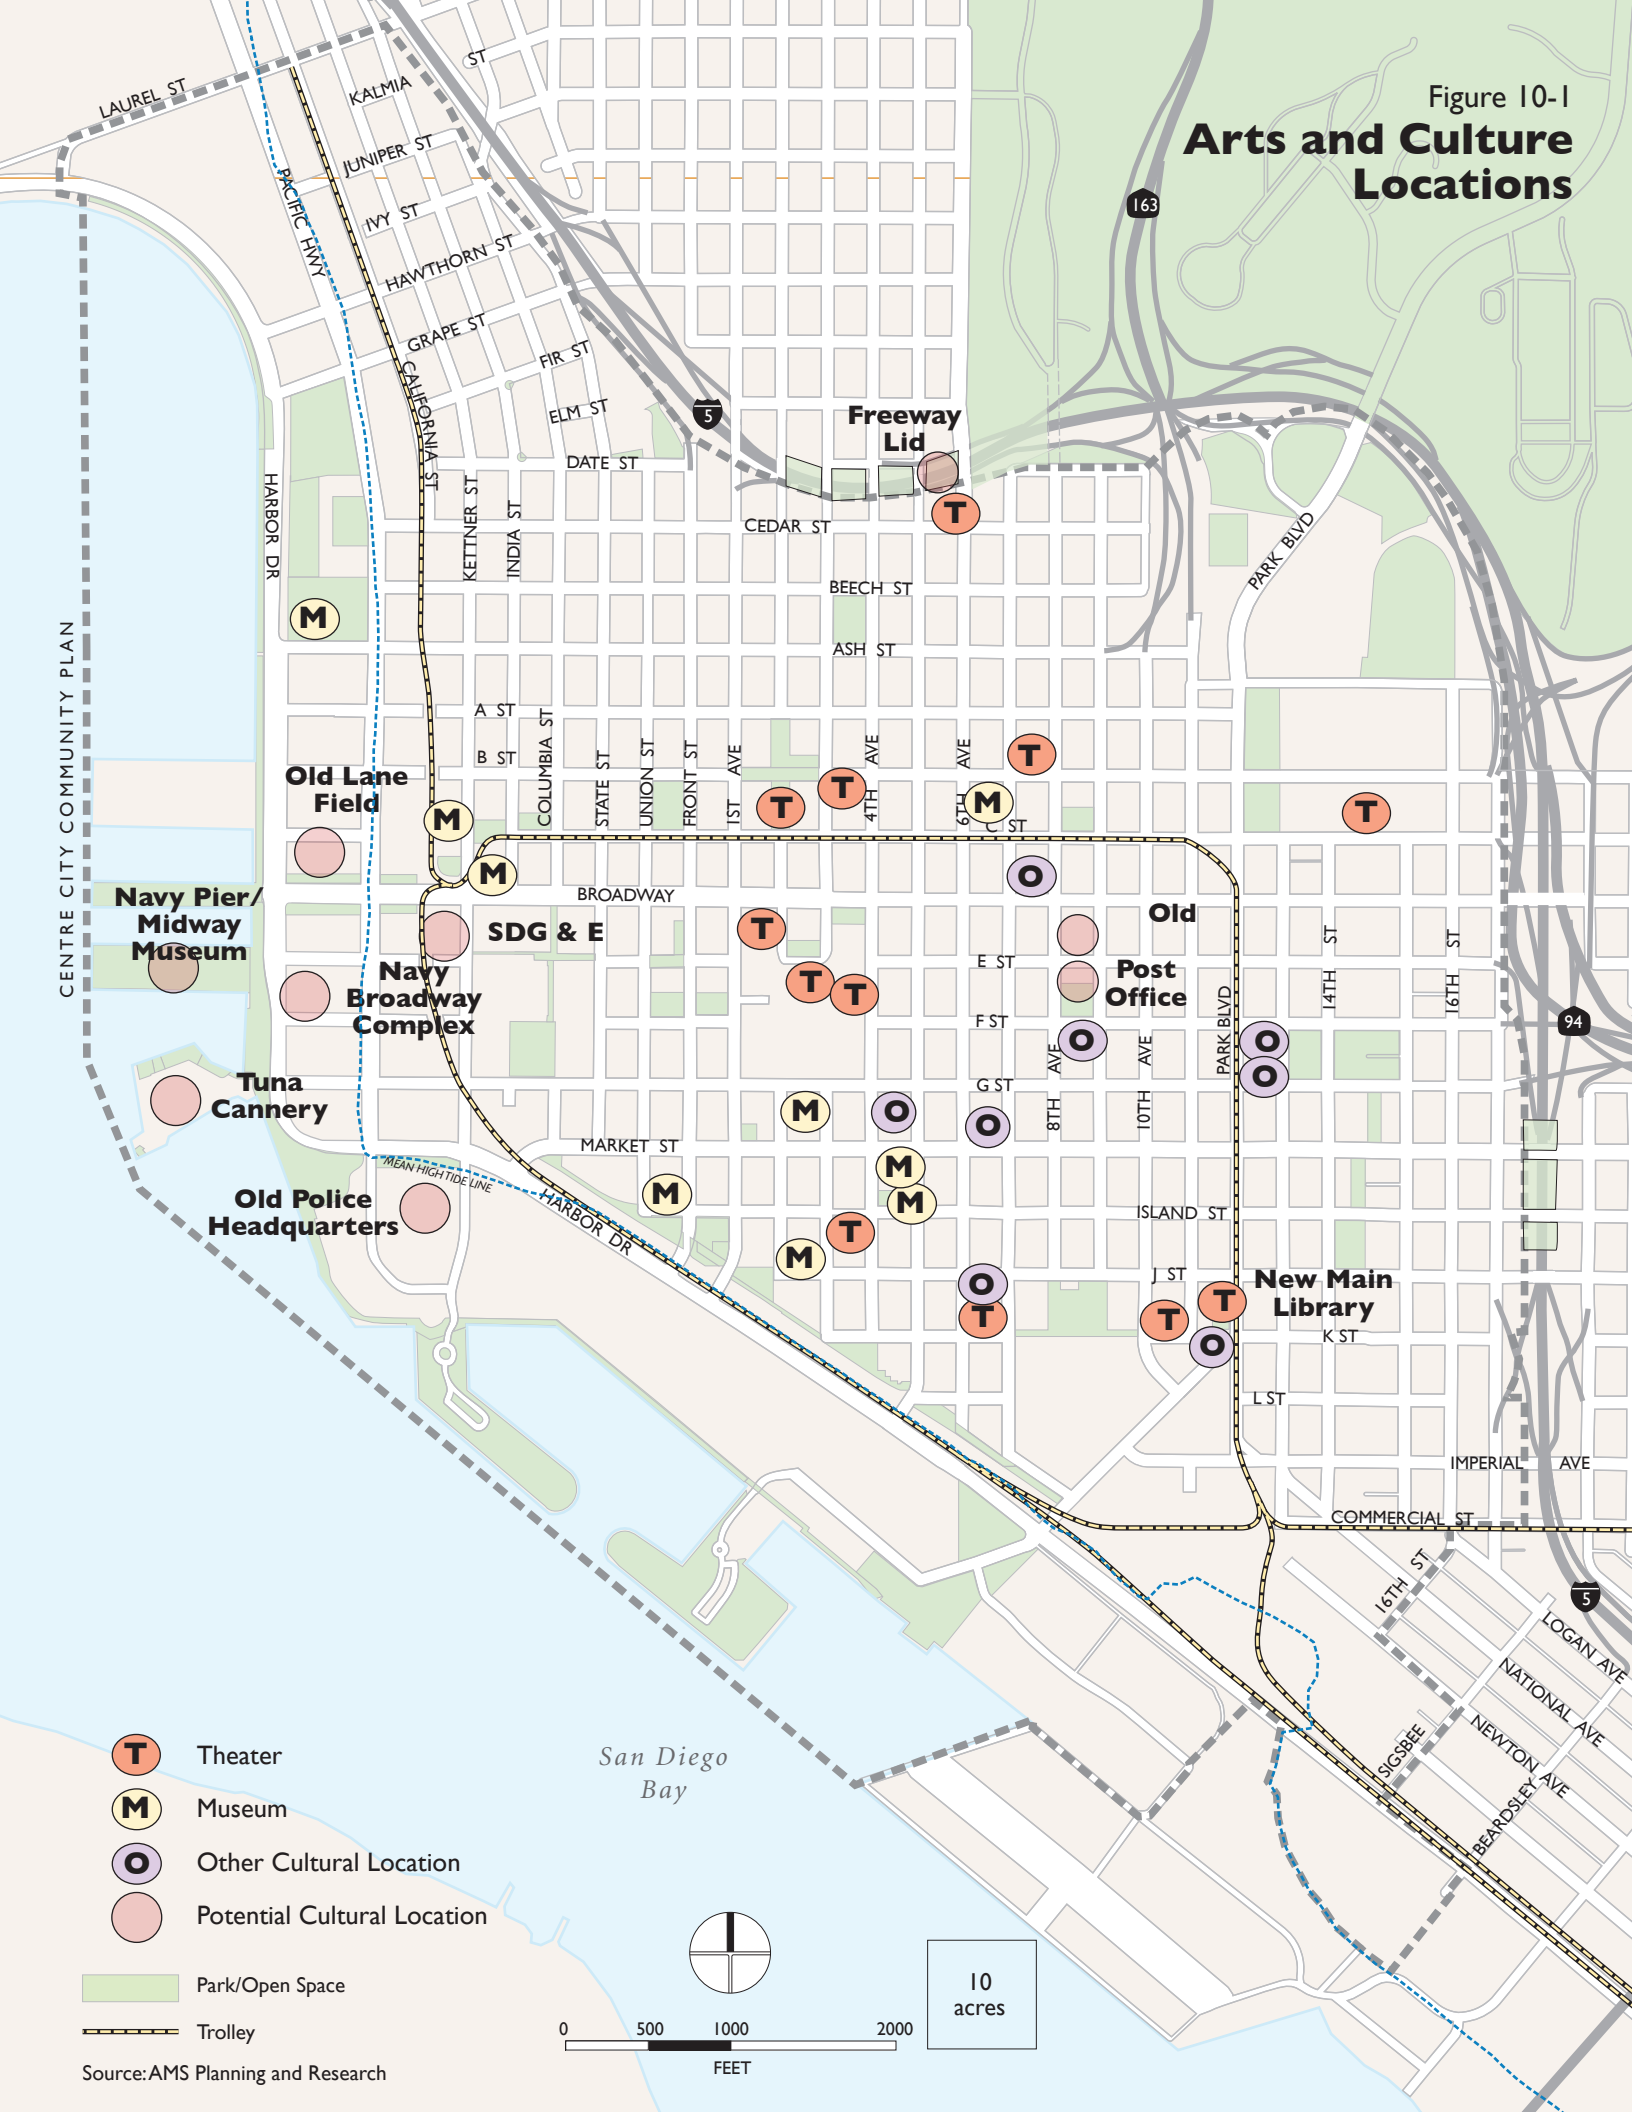 Figure 10-1
Arts and Culture
Locations
LAUREL ST
ST
KALMIA
JUNIPER ST
IVY ST
HAWTHORN ST
GRAPE ST
FIR ST
ELM ST
DATE ST
PACIFIC HWY
CALIFORNIA ST
HARBOR DR
KETTNER ST
INDIA ST
163
5
Freeway
Lid
T
CEDAR ST
BEECH ST
ASH ST
PARK BLVD
M
CENTRE CITY COMMUNITY PLAN
A ST
B ST
COLUMBIA ST
STATE ST
UNION ST
FRONT ST
1ST AVE
4TH AVE
6TH AVE
T
T
T
M
T
C ST
Old Lane
Field
M
M
O
BROADWAY
Navy Pier/
Midway
Museum
SDG & E
Navy
Broadway
Complex
T
T
T
Old
Post
Office
E ST
F ST
G ST
8TH AVE
10TH AVE
PARK BLVD
14TH ST
16TH ST
94
O
O
O
Tuna
Cannery
M
O
O
MARKET ST
MEAN HIGH TIDE LINE
Old Police
Headquarters
HARBOR DR
M
M
M
T
M
ISLAND ST
J ST
O
T
T
T
O
New Main
Library
K ST
L ST
IMPERIAL AVE
COMMERCIAL ST
16TH ST
5
LOGAN AVE
NATIONAL AVE
NEWTON AVE
SIGSBEE
BEARDSLEY
San Diego
Bay
T Theater
M Museum
O Other Cultural Location
Potential Cultural Location
Park/Open Space
Trolley
Source: AMS Planning and Research
0 500 1000 2000
FEET
10
acres